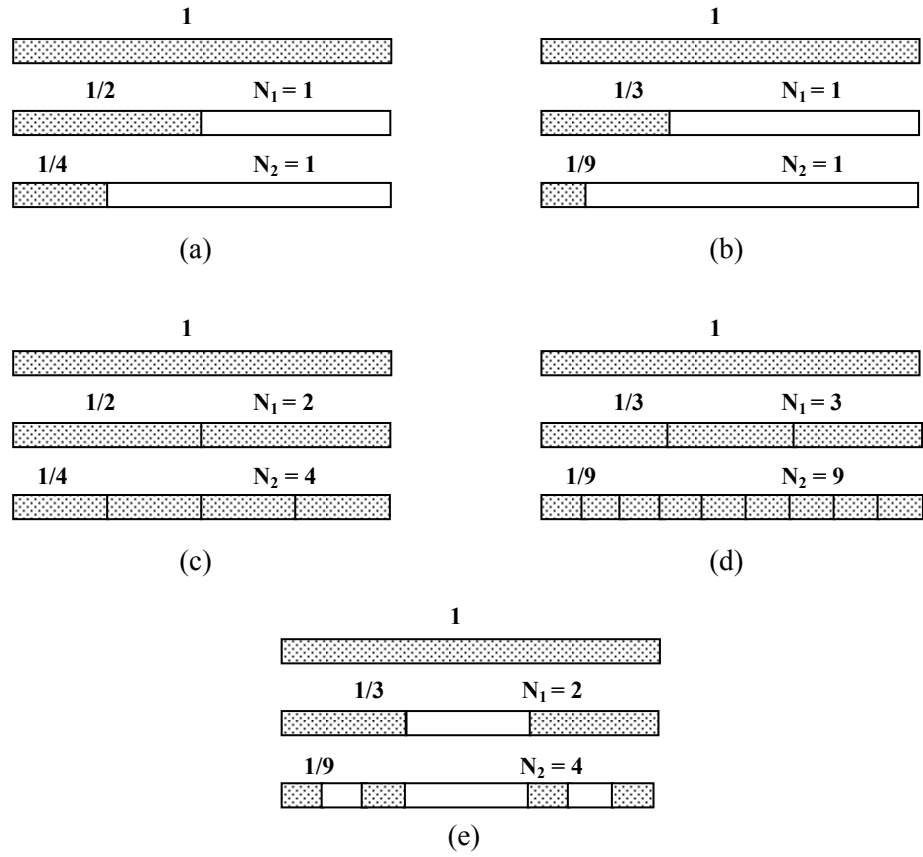 1 1
1/2 N₁ = 1 1/3 N₁ = 1
1/4 N₂ = 1 1/9 N₂ = 1
(a) (b)
1 1
1/2 N₁ = 2 1/3 N₁ = 3
1/4 N₂ = 4 1/9 N₂ = 9
(c) (d)
1
1/3 N₁ = 2
1/9 N₂ = 4
(e)